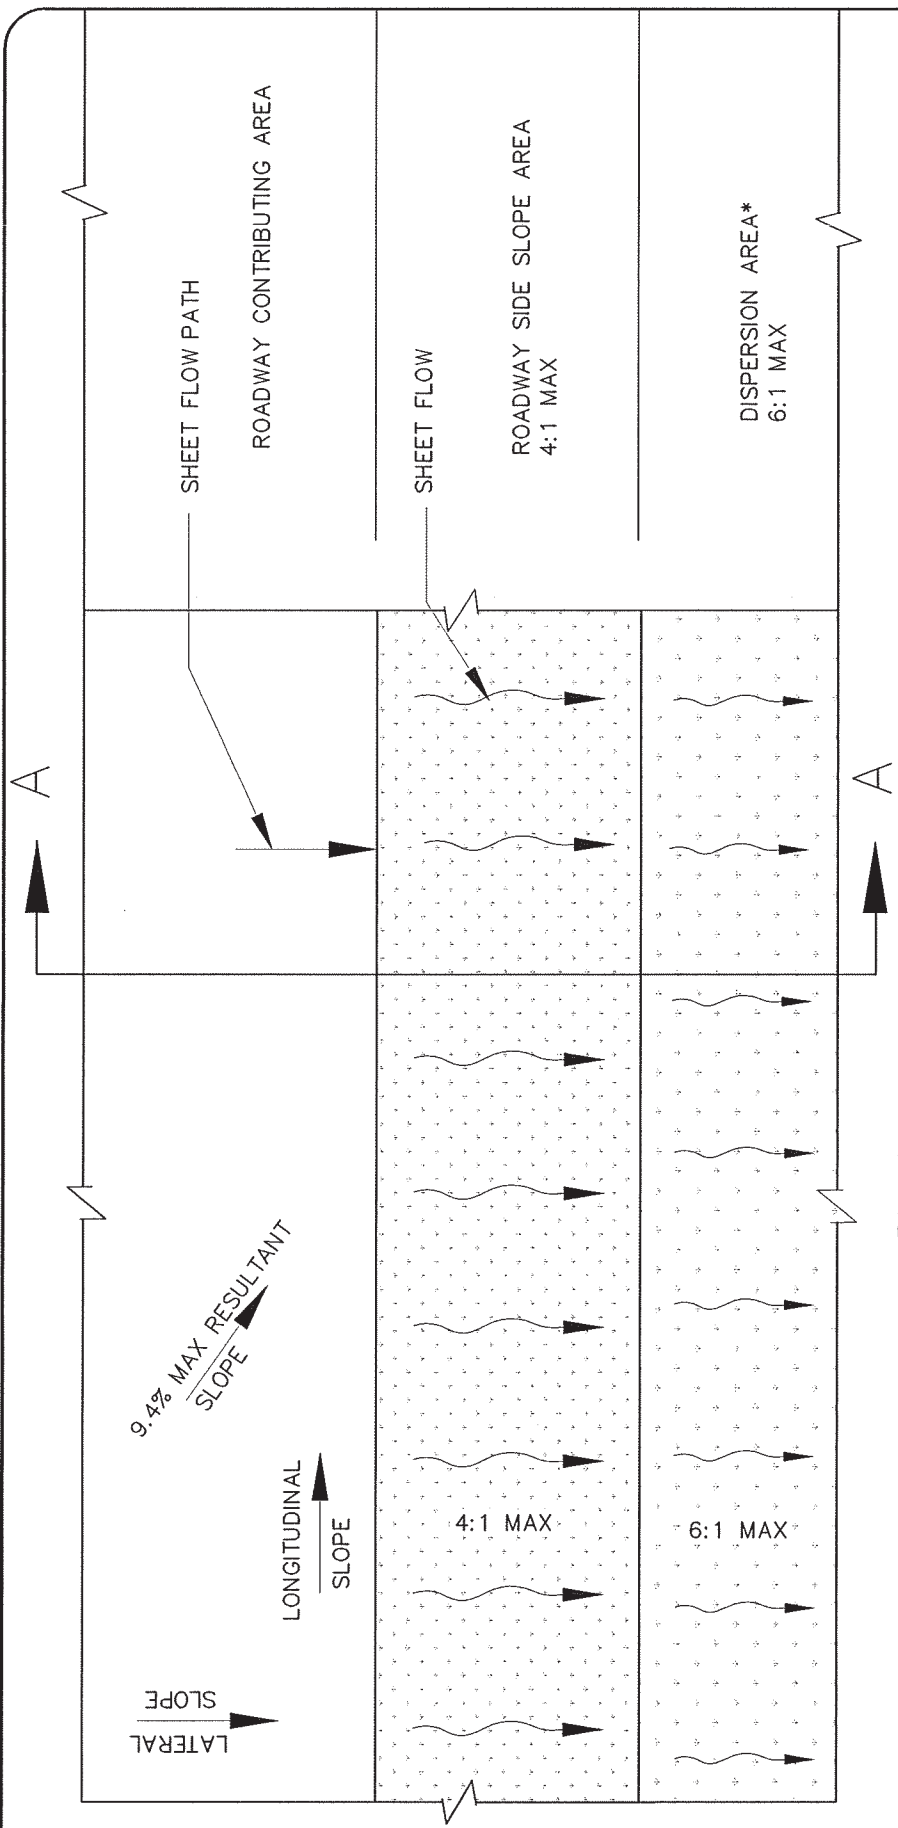 SHEET FLOW PATH
ROADWAY CONTRIBUTING AREA
SHEET FLOW
ROADWAY SIDE SLOPE AREA
4:1 MAX
DISPERSION AREA*
6:1 MAX
A
A
9.4% MAX RESULTANT
SLOPE
LONGITUDINAL
SLOPE
LATERAL
SLOPE
4:1 MAX
6:1 MAX